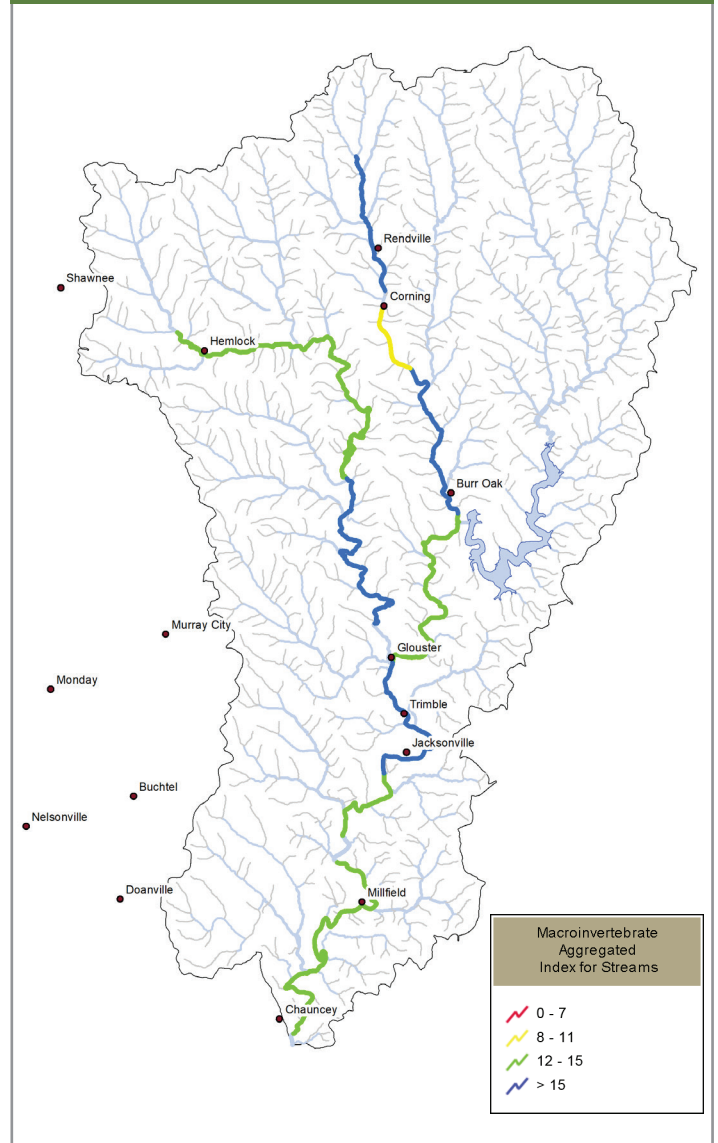 Rendville
Shawnee
Corning
Hemlock
Burr Oak
Murray City
Glouster
Monday
Trimble
Jacksonville
Buchtel
Nelsonville
Doanville
Millfield
Chauncey
Macroinvertebrate
Aggregated
Index for Streams
0 - 7
8 - 11
12 - 15
> 15